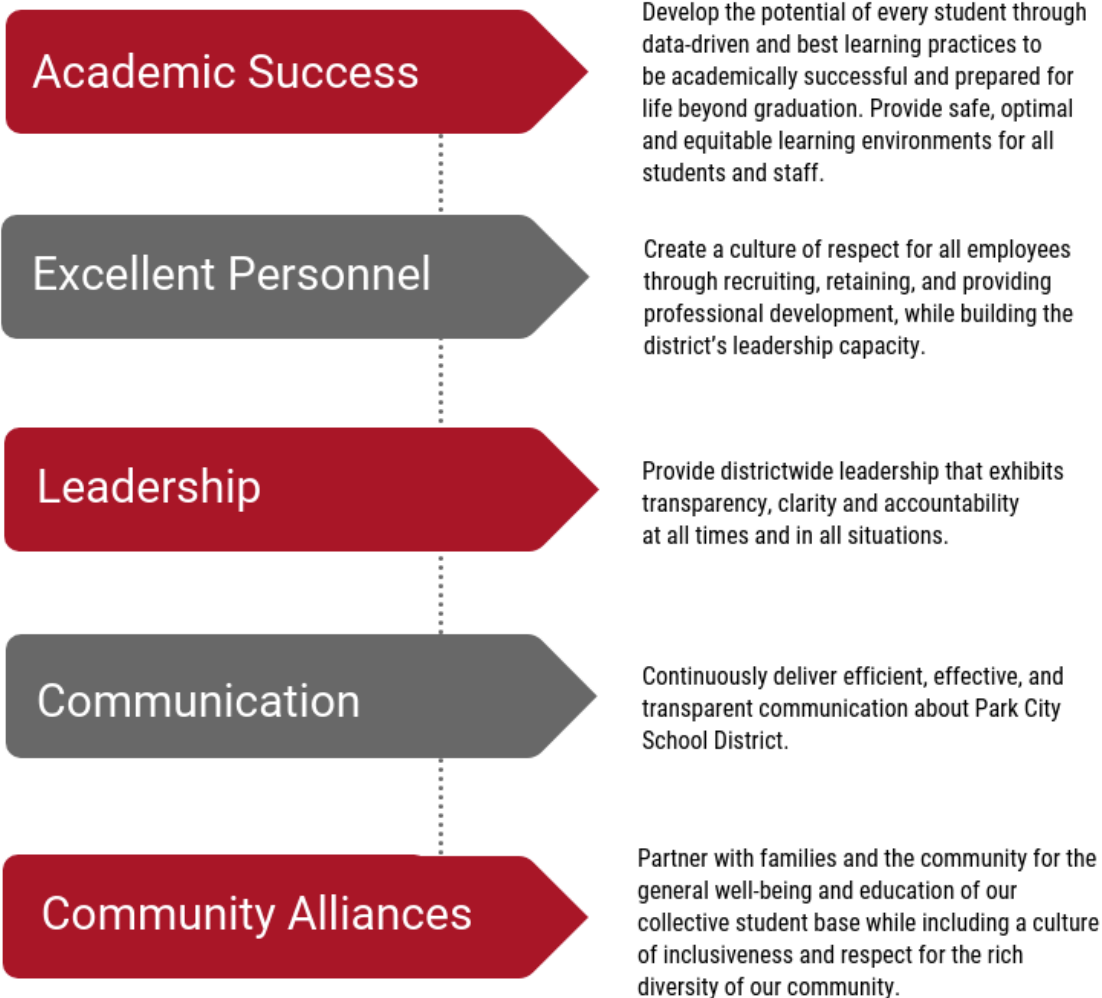 Academic Success
Develop the potential of every student through
data-driven and best learning practices to
be academically successful and prepared for
life beyond graduation. Provide safe, optimal
and equitable learning environments for all
students and staff.
Excellent Personnel
Create a culture of respect for all employees
through recruiting, retaining, and providing
professional development, while building the
district’s leadership capacity.
Leadership
Provide districtwide leadership that exhibits
transparency, clarity and accountability
at all times and in all situations.
Communication
Continuously deliver efficient, effective, and
transparent communication about Park City
School District.
Community Alliances
Partner with families and the community for the
general well-being and education of our
collective student base while including a culture
of inclusiveness and respect for the rich
diversity of our community.